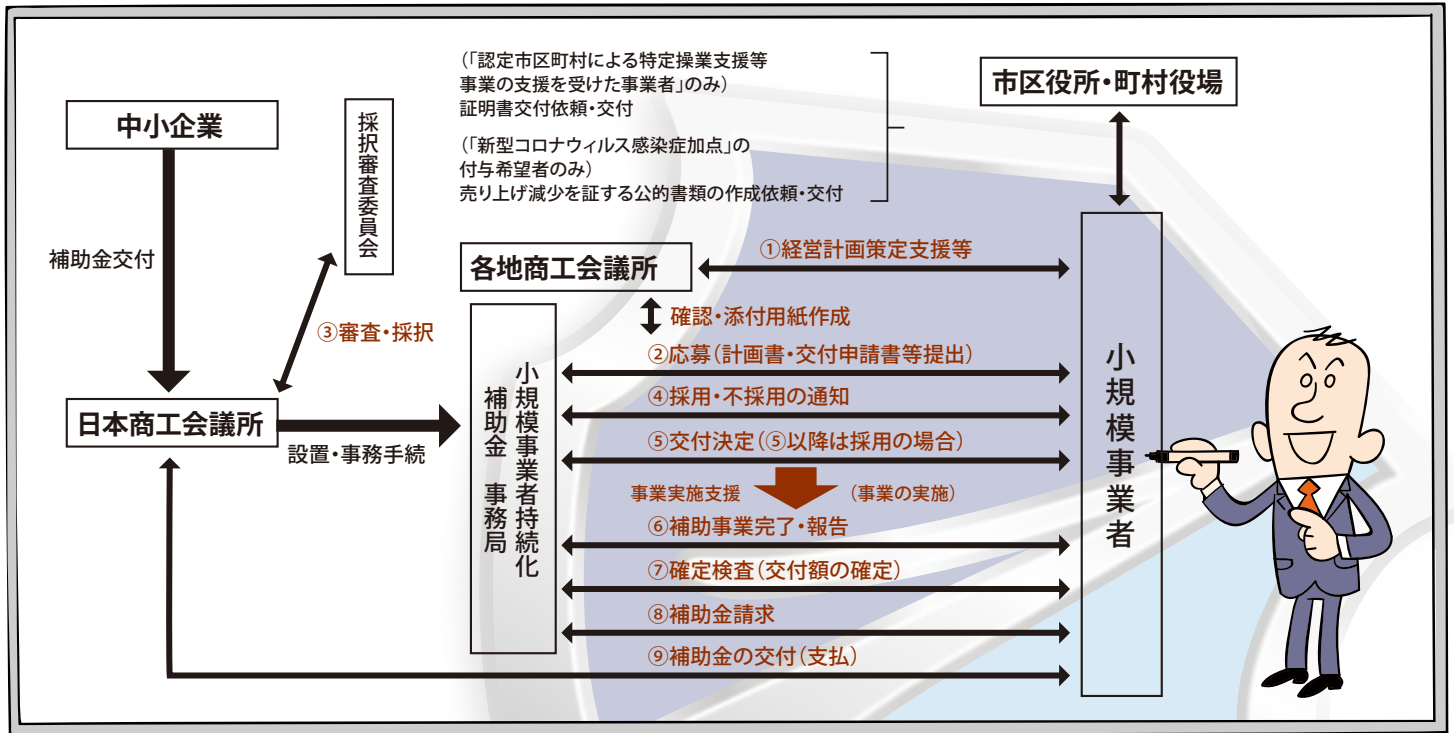 (「認定市区町村による特定操業支援等
事業の支援を受けた事業者」のみ)
証明書交付依頼・交付
(「新型コロナウィルス感染症加点」の
付与希望者のみ)
売り上げ減少を証する公的書類の作成依頼・交付
市区役所・町村役場
中小企業
採択審査委員会
補助金交付
③審査・採択
日本商工会議所
設置・事務手続
各地商工会議所
①経営計画策定支援等
確認・添付用紙作成
小規模事業者持続化
補助金 事務局
②応募(計画書・交付申請書等提出)
④採用・不採用の通知
⑤交付決定(⑤以降は採用の場合)
事業実施支援
(事業の実施)
⑥補助事業完了・報告
⑦確定検査(交付額の確定)
⑧補助金請求
⑨補助金の交付(支払)
小規模事業者